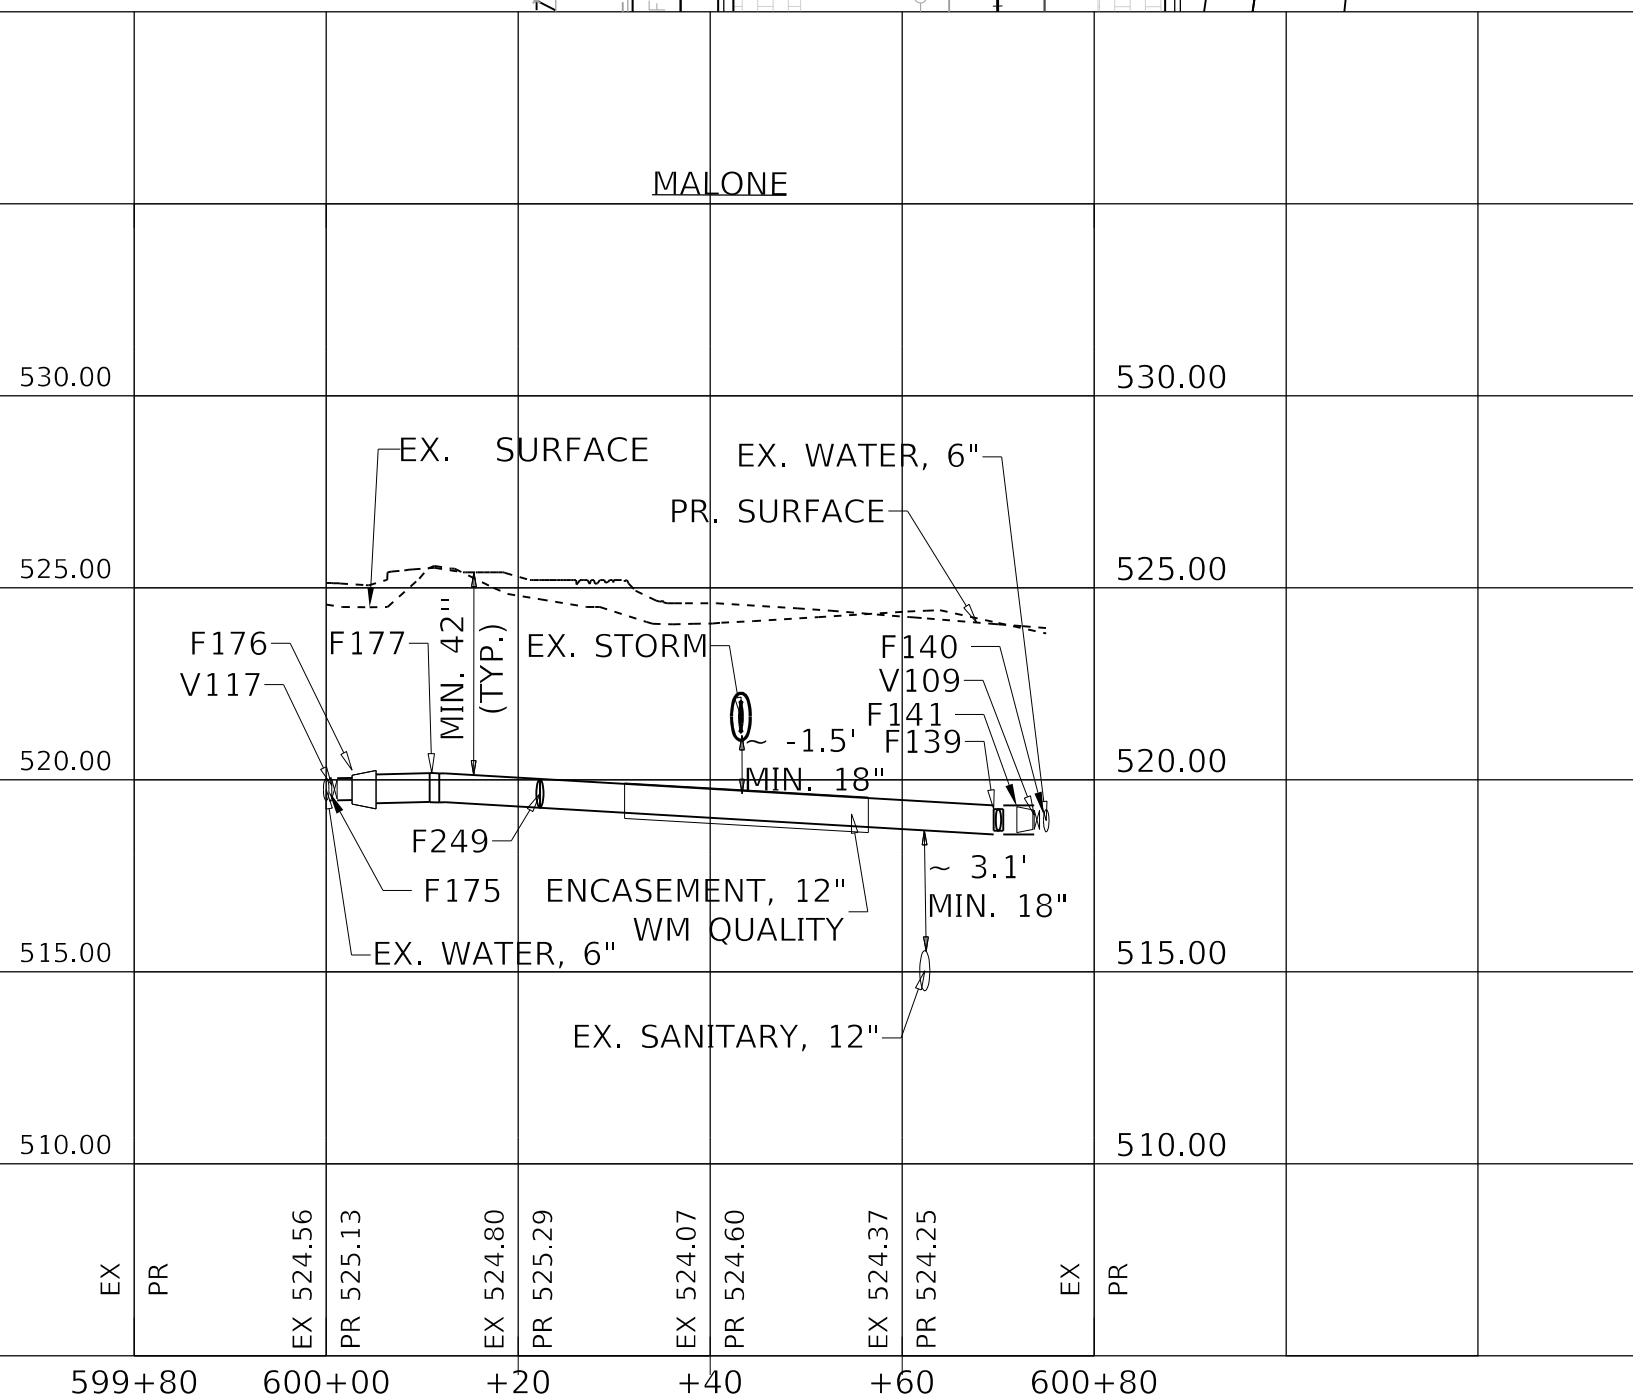 MALONE
530.00
530.00
EX. SURFACE
EX. WATER, 6"
PR. SURFACE
525.00
525.00
F176
F177
MIN. 42"
(TYP.)
EX. STORM
F140
V117
V109
F141
~ -1.5'
F139
520.00
520.00
MIN. 18"
F249
~ 3.1'
F175
ENCASEMENT, 12"
MIN. 18"
WM QUALITY
515.00
EX. WATER, 6"
515.00
EX. SANITARY, 12"
510.00
510.00
EX
PR
EX 524.56
PR 525.13
EX 524.80
PR 525.29
EX 524.07
PR 524.60
EX 524.37
PR 524.25
EX
PR
599+80
600+00
+20
+40
+60
600+80